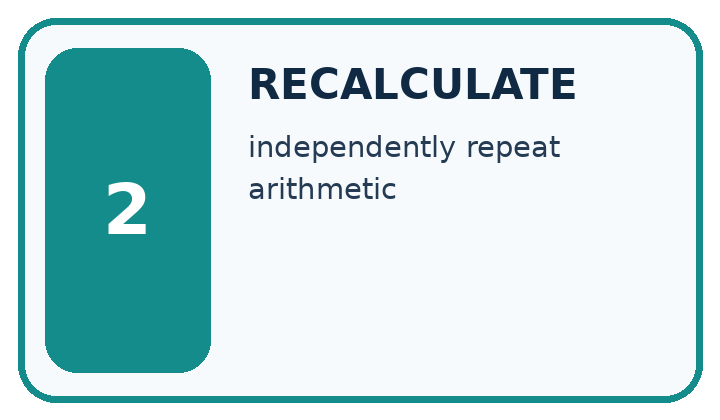 2
RECALCULATE
independently repeat
arithmetic